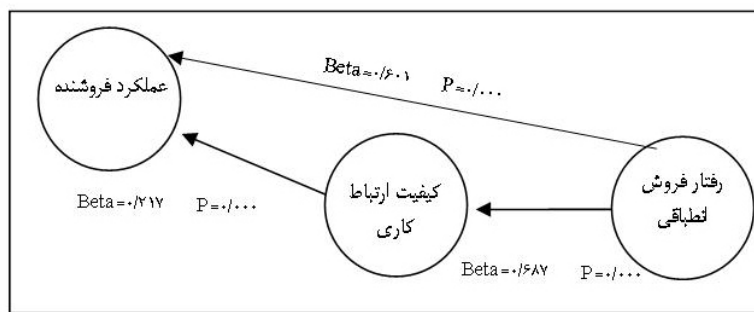 Beta=۰/۶۰۱ P=۰/۰۰۰
عملکرد فروشنده
رفتار فروش
انطباقی
کیفیت ارتباط
کاری
Beta=۰/۲۱۷ P=۰/۰۰۰
Beta=۰/۶۸۷ P=۰/۰۰۰